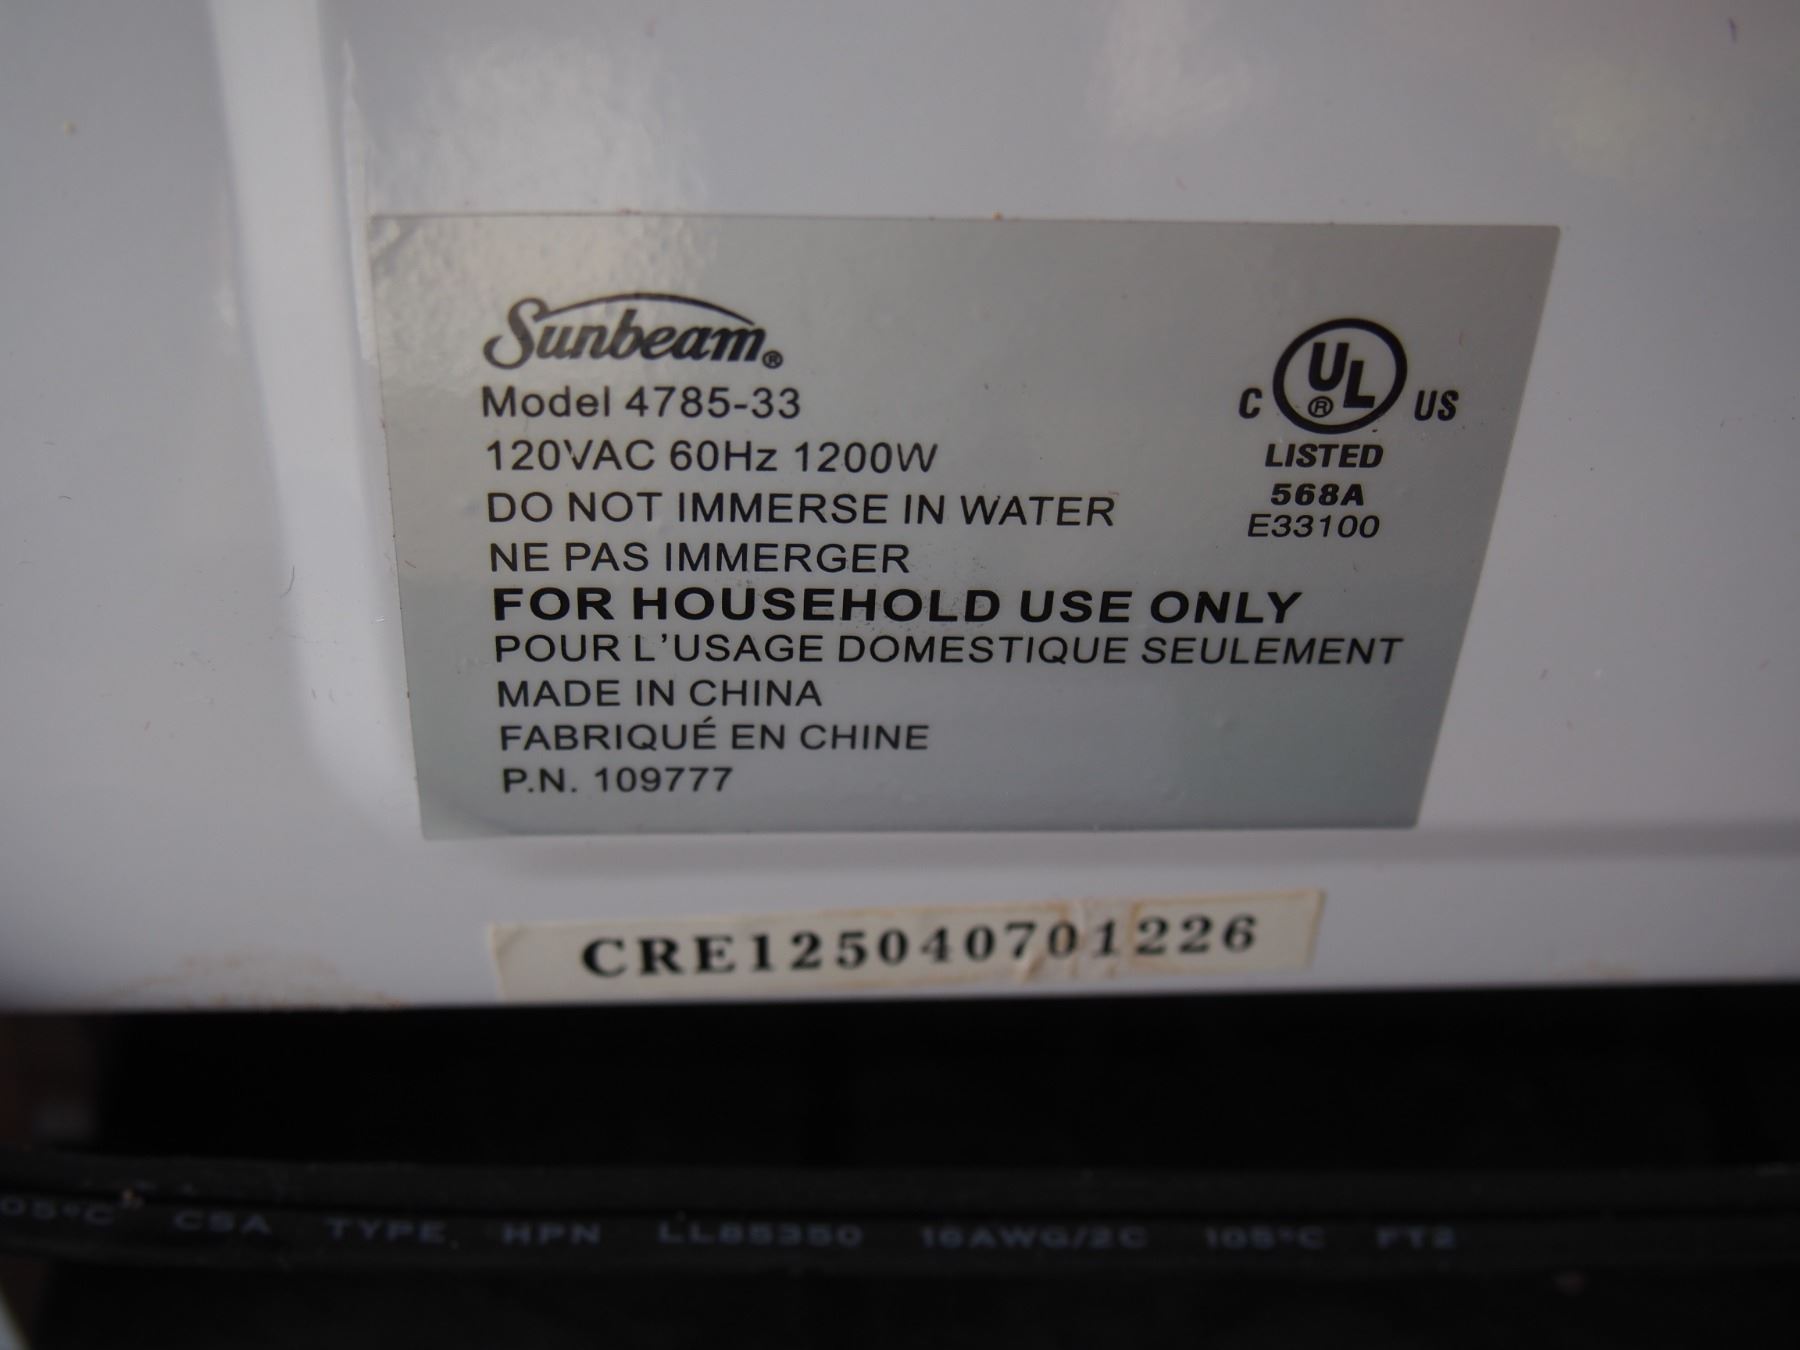 Sunbeam®
Model 4785-33
120VAC 60Hz 1200W
DO NOT IMMERSE IN WATER
NE PAS IMMERGER
FOR HOUSEHOLD USE ONLY
POUR L'USAGE DOMESTIQUE SEULEMENT
MADE IN CHINA
FABRIQUÉ EN CHINE
P.N. 109777
C UL® US
LISTED
568A
E33100
CRE125040701226
05°C CSA TYPE HPN LL85350 16AWG/2C 105°C FT2